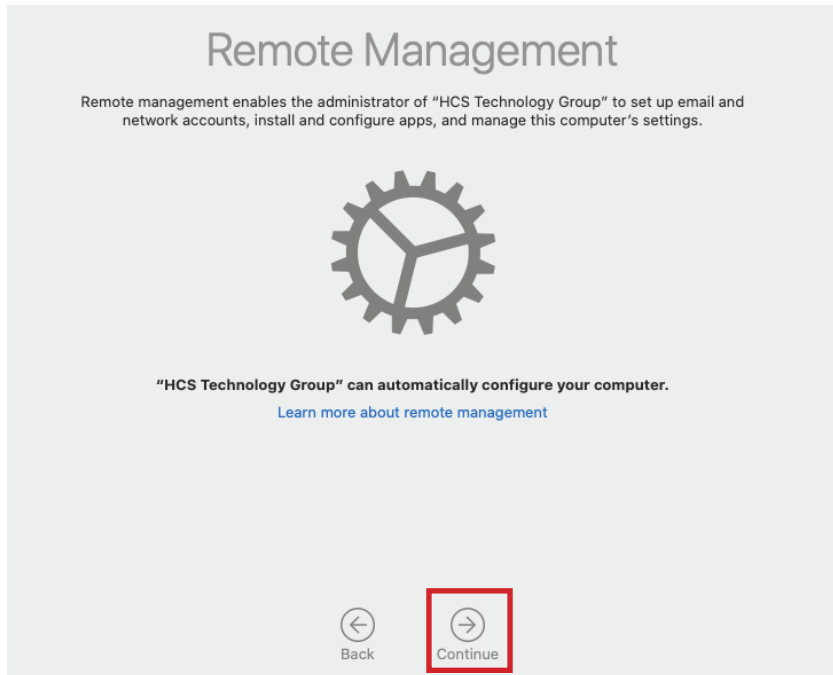 Remote Management
Remote management enables the administrator of “HCS Technology Group” to set up email and
network accounts, install and configure apps, and manage this computer’s settings.
“HCS Technology Group” can automatically configure your computer.
Learn more about remote management
Back
Continue